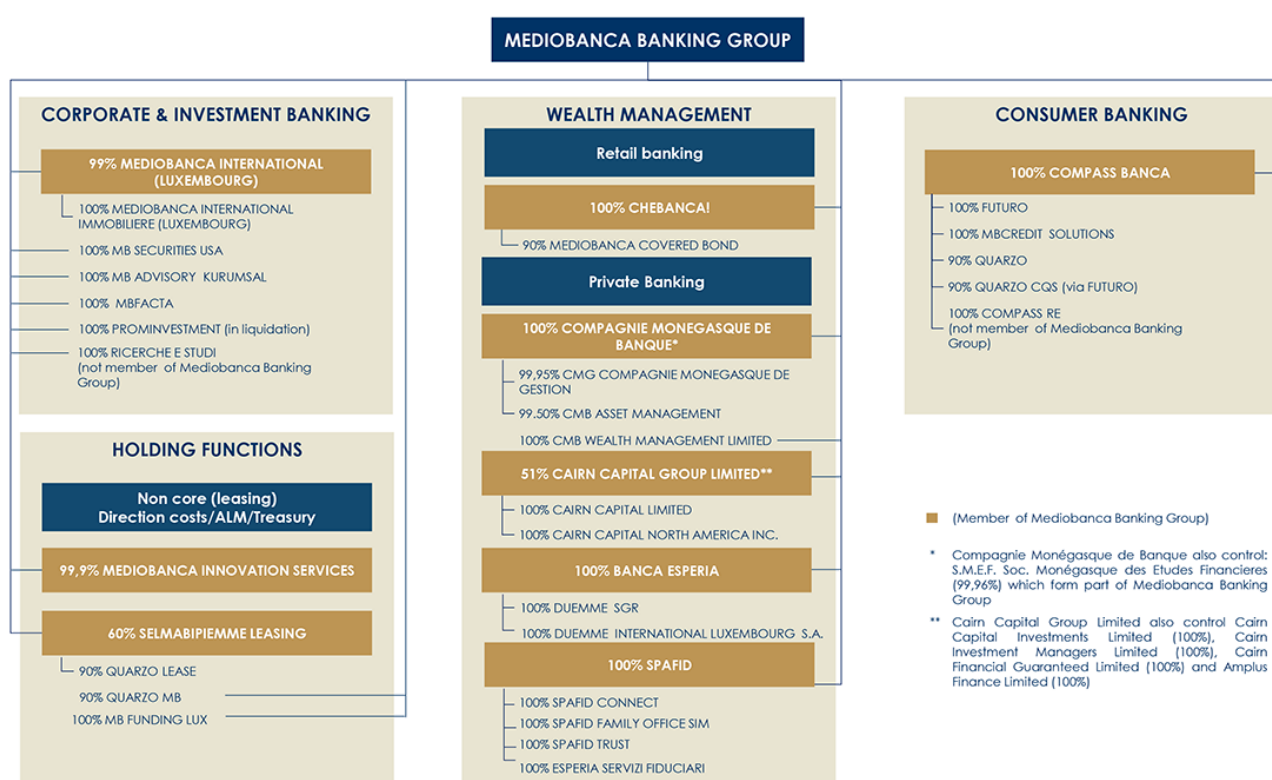 MEDIOBANCA BANKING GROUP
CORPORATE & INVESTMENT BANKING
99% MEDIOBANCA INTERNATIONAL
(LUXEMBOURG)
100% MEDIOBANCA INTERNATIONAL
IMMOBILIERE (LUXEMBOURG)
100% MB SECURITIES USA
100% MB ADVISORY KURUMSAL
100% MBFACTA
100% PROMINVESTMENT (in liquidation)
100% RICERCHE E STUDI
(not member of Mediobanca Banking
Group)
HOLDING FUNCTIONS
Non core (leasing)
Direction costs/ALM/Treasury
99,9% MEDIOBANCA INNOVATION SERVICES
60% SELMABIPIEMME LEASING
90% QUARZO LEASE
90% QUARZO MB
100% MB FUNDING LUX
WEALTH MANAGEMENT
Retail banking
100% CHEBANCA!
90% MEDIOBANCA COVERED BOND
Private Banking
100% COMPAGNIE MONEGASQUE DE
BANQUE*
99,95% CMG COMPAGNIE MONEGASQUE DE
GESTION
99.50% CMB ASSET MANAGEMENT
100% CMB WEALTH MANAGEMENT LIMITED
51% CAIRN CAPITAL GROUP LIMITED**
100% CAIRN CAPITAL LIMITED
100% CAIRN CAPITAL NORTH AMERICA INC.
100% BANCA ESPERIA
100% DUEMME SGR
100% DUEMME INTERNATIONAL LUXEMBOURG S.A.
100% SPAFID
100% SPAFID CONNECT
100% SPAFID FAMILY OFFICE SIM
100% SPAFID TRUST
100% ESPERIA SERVIZI FIDUCIARI
CONSUMER BANKING
100% COMPASS BANCA
100% FUTURO
100% MBCREDIT SOLUTIONS
90% QUARZO
90% QUARZO CQS (via FUTURO)
100% COMPASS RE
(not member of Mediobanca Banking
Group)
(Member of Mediobanca Banking Group)
* Compagnie Monégasque de Banque also control:
S.M.E.F. Soc. Monégasque des Etudes Financieres
(99,96%) which form part of Mediobanca Banking
Group
** Cairn Capital Group Limited also control Cairn
Capital Investments Limited (100%), Cairn
Investment Managers Limited (100%), Cairn
Financial Guaranteed Limited (100%) and Amplus
Finance Limited (100%)